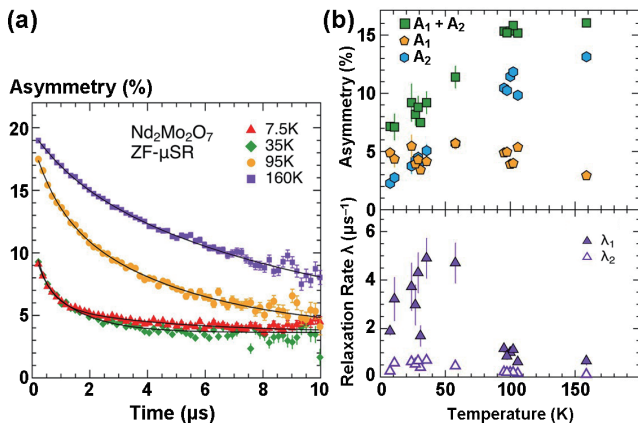 (a)
Asymmetry (%)
Nd₂Mo₂O₇
ZF-μSR
7.5K
35K
95K
160K
20
15
10
5
0
0 2 4 6 8 10
Time (μs)
(b)
A₁ + A₂
A₁
A₂
Asymmetry (%)
15
10
5
0
λ₁
λ₂
Relaxation Rate λ (μs⁻¹)
6
4
2
0
0 50 100 150 200
Temperature (K)